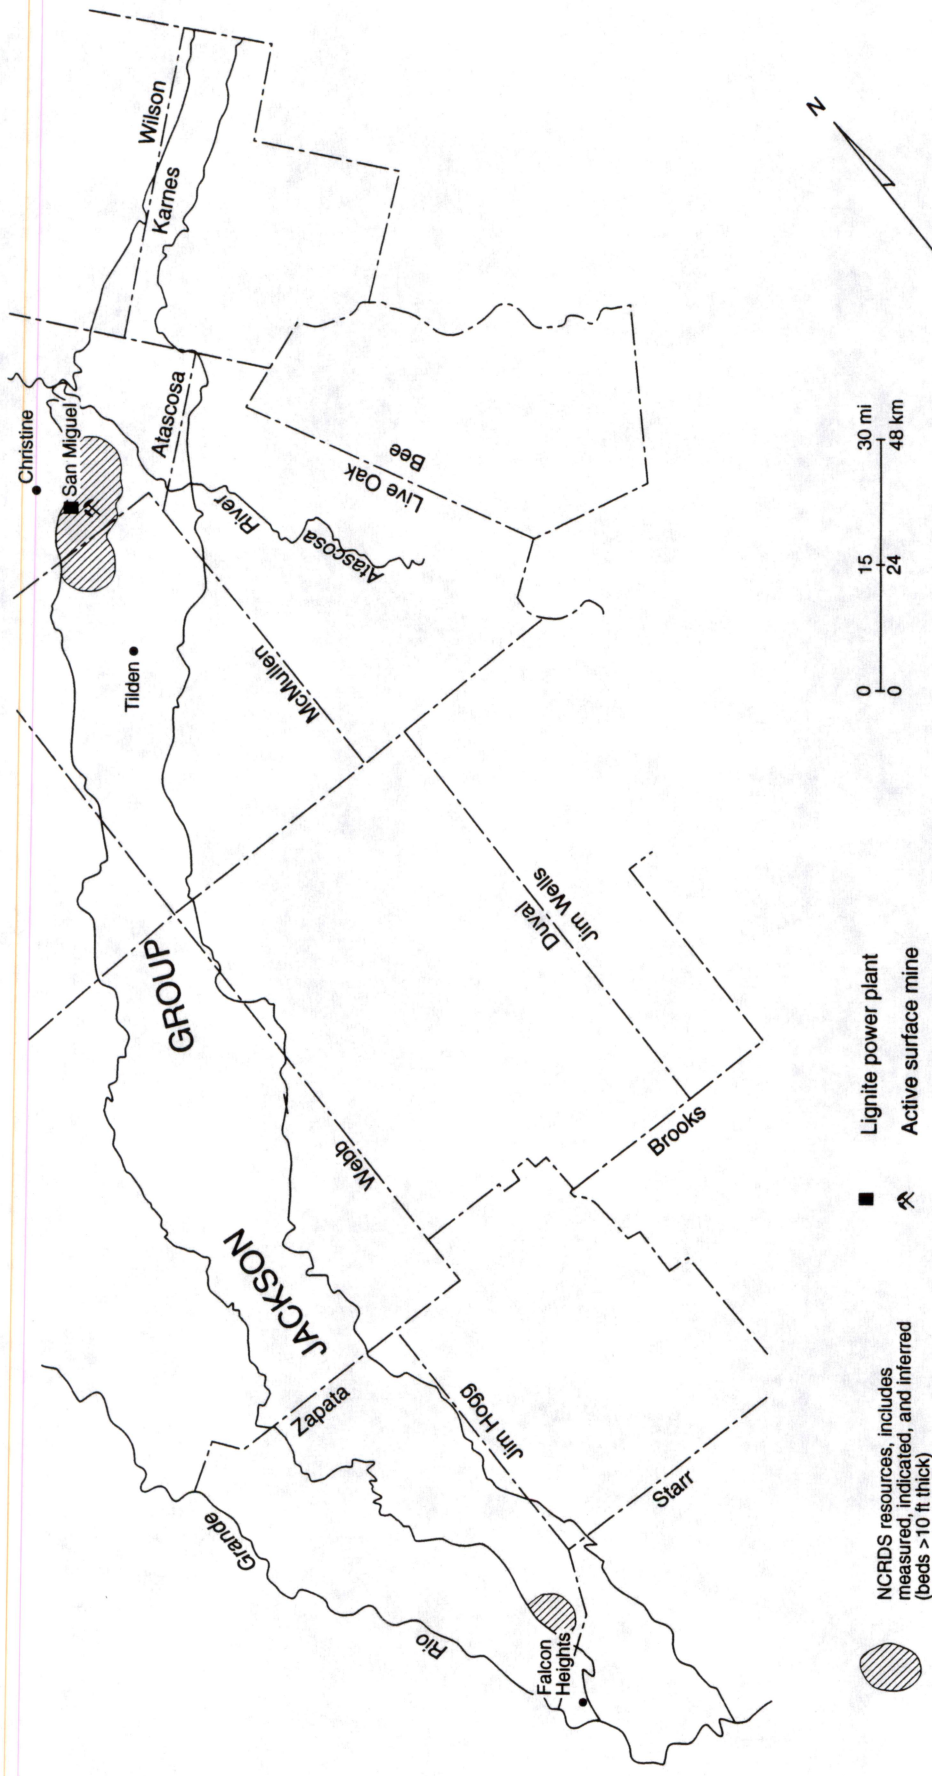 Wilson
Karnes
Christine
San Miguel
Atascosa
River
Atascosa
Live Oak
Bee
Tilden
McMullen
GROUP
JACKSON
Duval
Jim Wells
Webb
Brooks
Zapata
Jim Hogg
Starr
Rio
Grande
Falcon
Heights
N
0 15 30 mi
0 24 48 km
NCRDS resources, includes
measured, indicated, and inferred
(beds > 10 ft thick)
Lignite power plant
Active surface mine